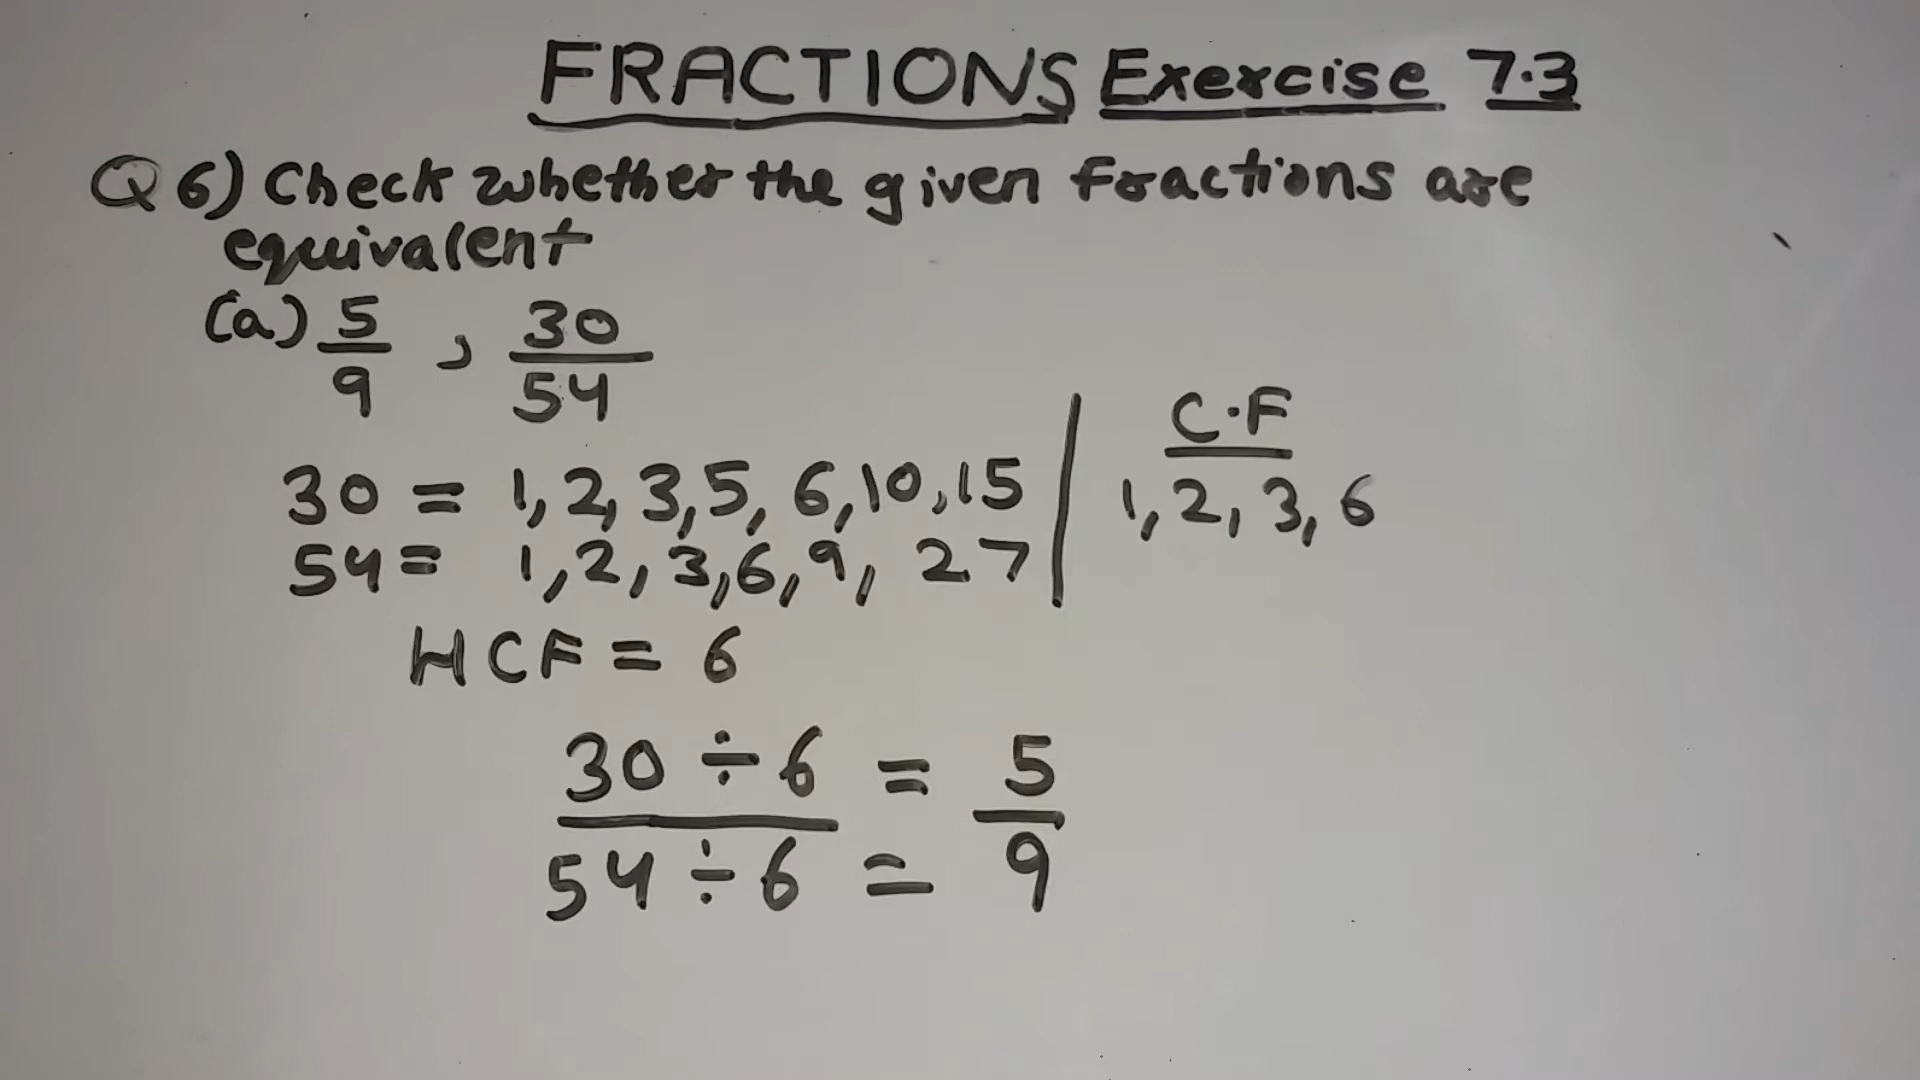 FRACTIONS Exercise 7.3
Q 6) Check whether the given fractions are
equivalent
(a) 5/9 , 30/54
C.F
30 = 1, 2, 3, 5, 6, 10, 15 | 1, 2, 3, 6
54 = 1, 2, 3, 6, 9, 27
HCF = 6
30 ÷ 6 = 5
54 ÷ 6 = 9